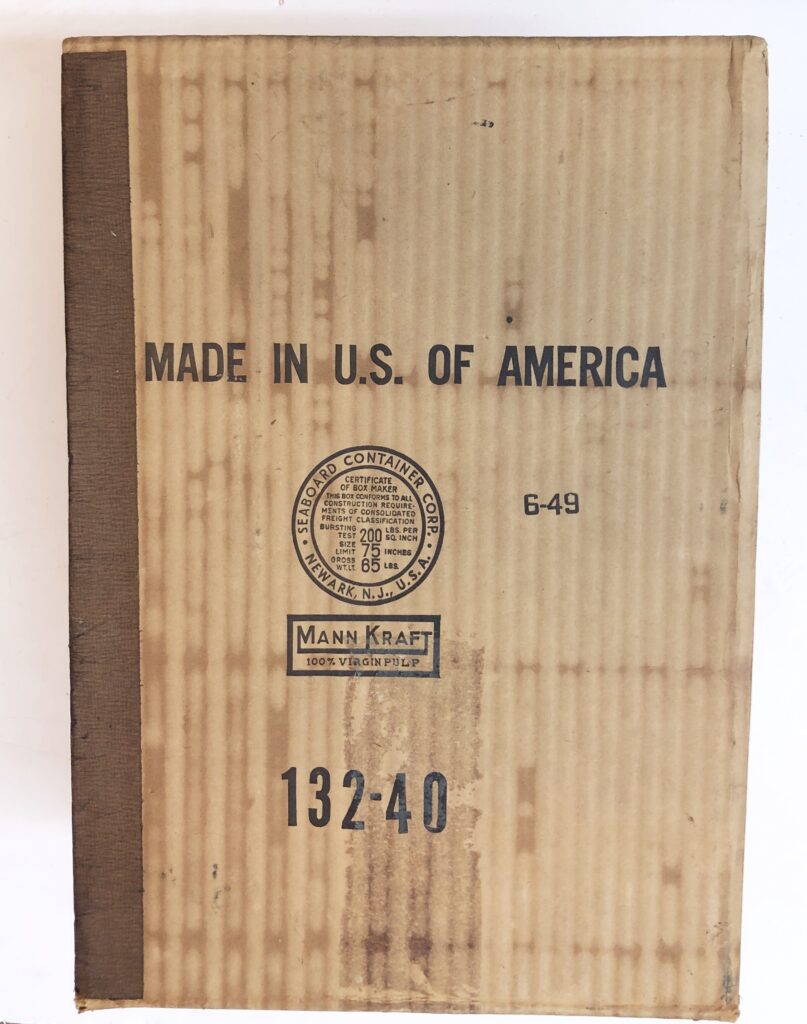 MADE IN U.S. OF AMERICA
SEABOARD CONTAINER CORP.
CERTIFICATE
OF BOX MAKER
THIS BOX CONFORMS TO ALL
CONSTRUCTION REQUIRE-
MENTS OF CONSOLIDATED
FREIGHT CLASSIFICATION
BURSTING TEST 200 LBS. PER SQ. INCH
SIZE LIMIT 75 INCHES
GROSS WT. LT. 65 LBS.
NEWARK, N.J., U.S.A.
6-49
MANN KRAFT
100% VIRGIN PULP
132-40